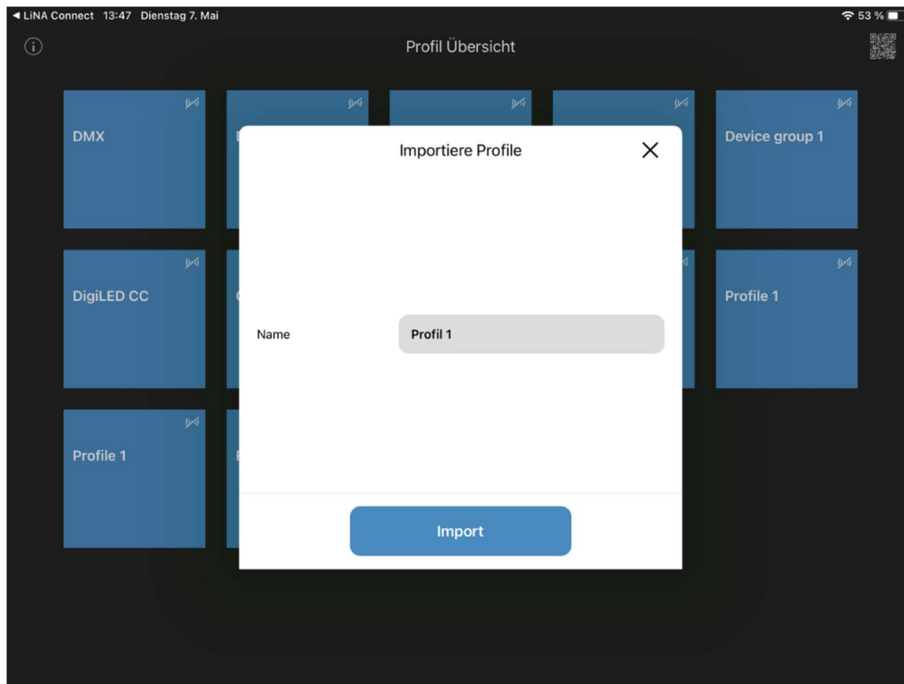 ◀ LiNA Connect 13:47 Dienstag 7. Mai 53 %
Profil Übersicht
DMX
Device group 1
Importiere Profile
DigiLED CC
Profile 1
Name
Profil 1
Profile 1
Import